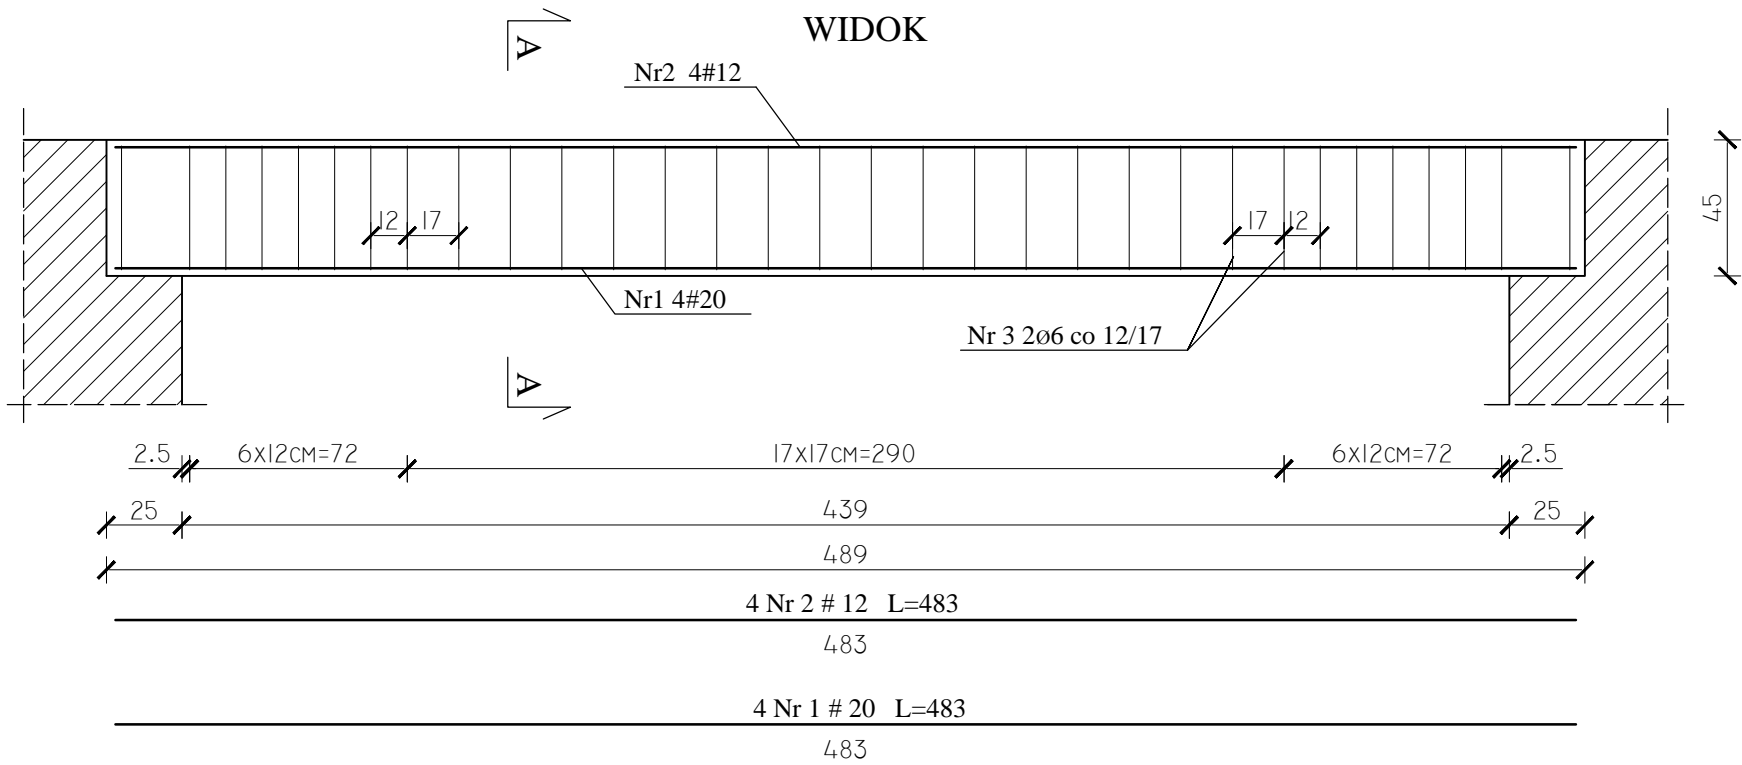 WIDOK
A
Nr2 4#12
12 17
17 12
45
Nr1 4#20
Nr 3 2ø6 co 12/17
A
2.5 6x12cm=72 17x17cm=290 6x12cm=72 2.5
25 439 25
489
4 Nr 2 # 12 L=483
483
4 Nr 1 # 20 L=483
483